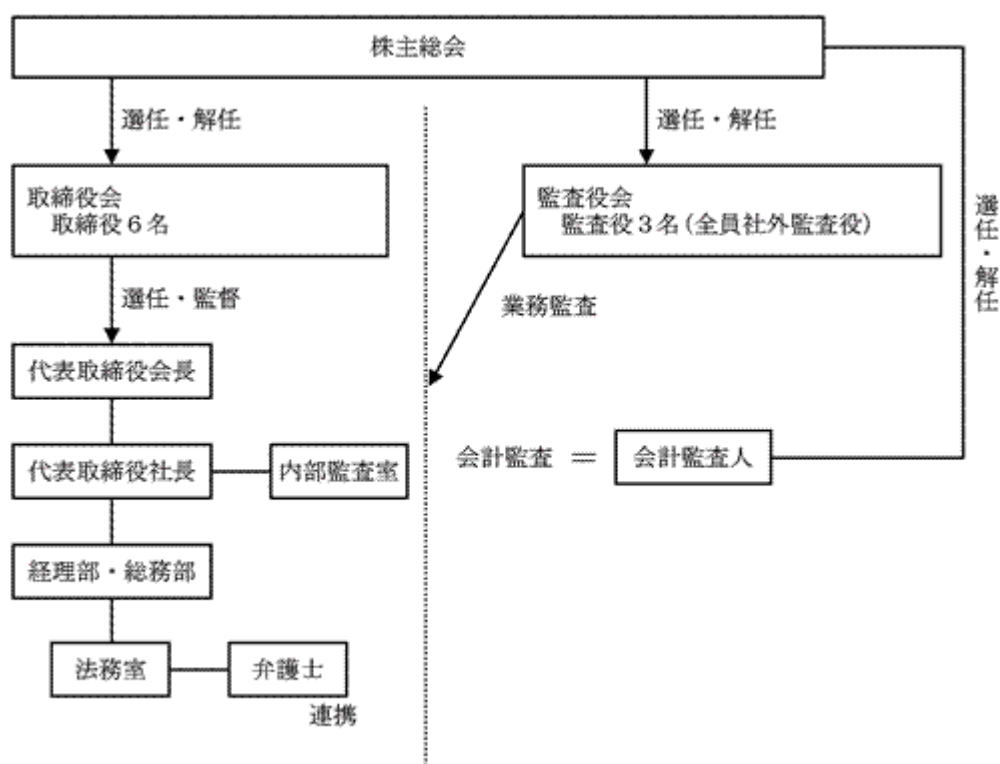 株主総会
選任・解任
選任・解任
取締役会
取締役6名
監査役会
監査役3名(全員社外監査役)
選任・解任
選任・監督
業務監査
代表取締役会長
代表取締役社長
内部監査室
会計監査 = 会計監査人
経理部・総務部
法務室
弁護士
連携